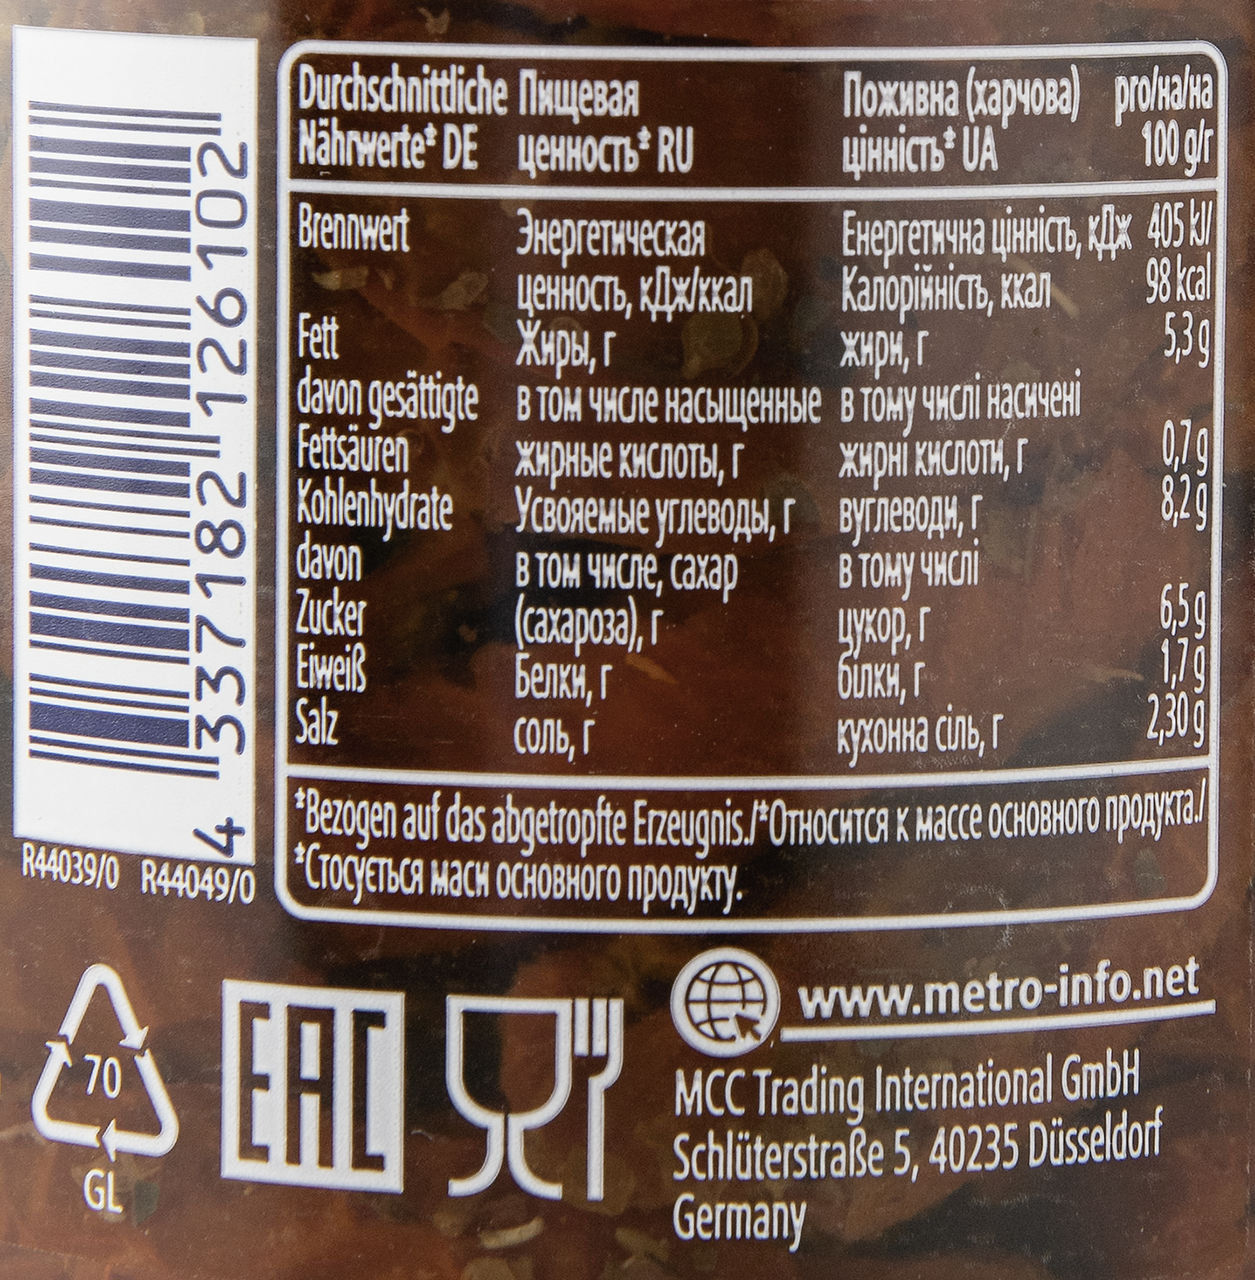 4 337182 126102
R44039/0 R44049/0
Durchschnittliche Пищевая Поживна (харчова) pro/на/на
Nährwerte* DE ценность* RU цінність* UA 100 g/г
Brennwert Энергетическая Енергетична цінність, кДж 405 kJ/
ценность, кДж/ккал Калорійність, ккал 98 kcal
Fett Жиры, г жири, г 5,3 g
davon gesättigte в том числе насыщенные в тому числі насичені
Fettsäuren жирные кислоты, г жирні кислоти, г 0,7 g
Kohlenhydrate Усвояемые углеводы, г вуглеводи, г 8,2 g
davon в том числе, сахар в тому числі
Zucker (сахароза), г цукор, г 6,5 g
Eiweiß Белки, г білки, г 1,7 g
Salz соль, г кухонна сіль, г 2,30 g
*Bezogen auf das abgetropfte Erzeugnis./*Относится к массе основного продукта./
*Стосується маси основного продукту.
www.metro-info.net
70
GL
EAC
MCC Trading International GmbH
Schlüterstraße 5, 40235 Düsseldorf
Germany